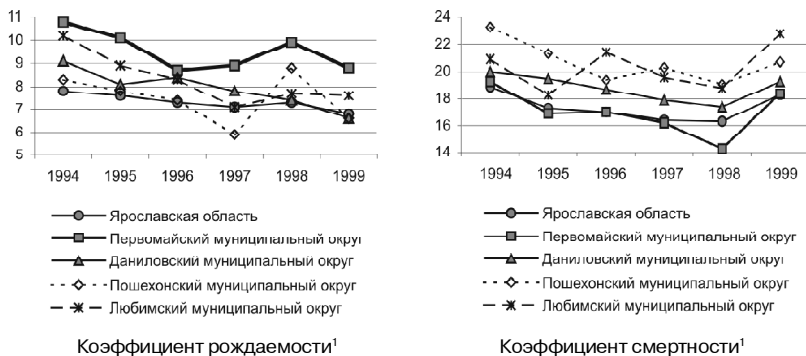 11
10
9
8
7
6
5
1994 1995 1996 1997 1998 1999
Ярославская область
Первомайский муниципальный округ
Даниловский муниципальный округ
Пошехонский муниципальный округ
Любимский муниципальный округ
Коэффициент рождаемости¹
24
22
20
18
16
14
1994 1995 1996 1997 1998 1999
Ярославская область
Первомайский муниципальный округ
Даниловский муниципальный округ
Пошехонский муниципальный округ
Любимский муниципальный округ
Коэффициент смертности¹